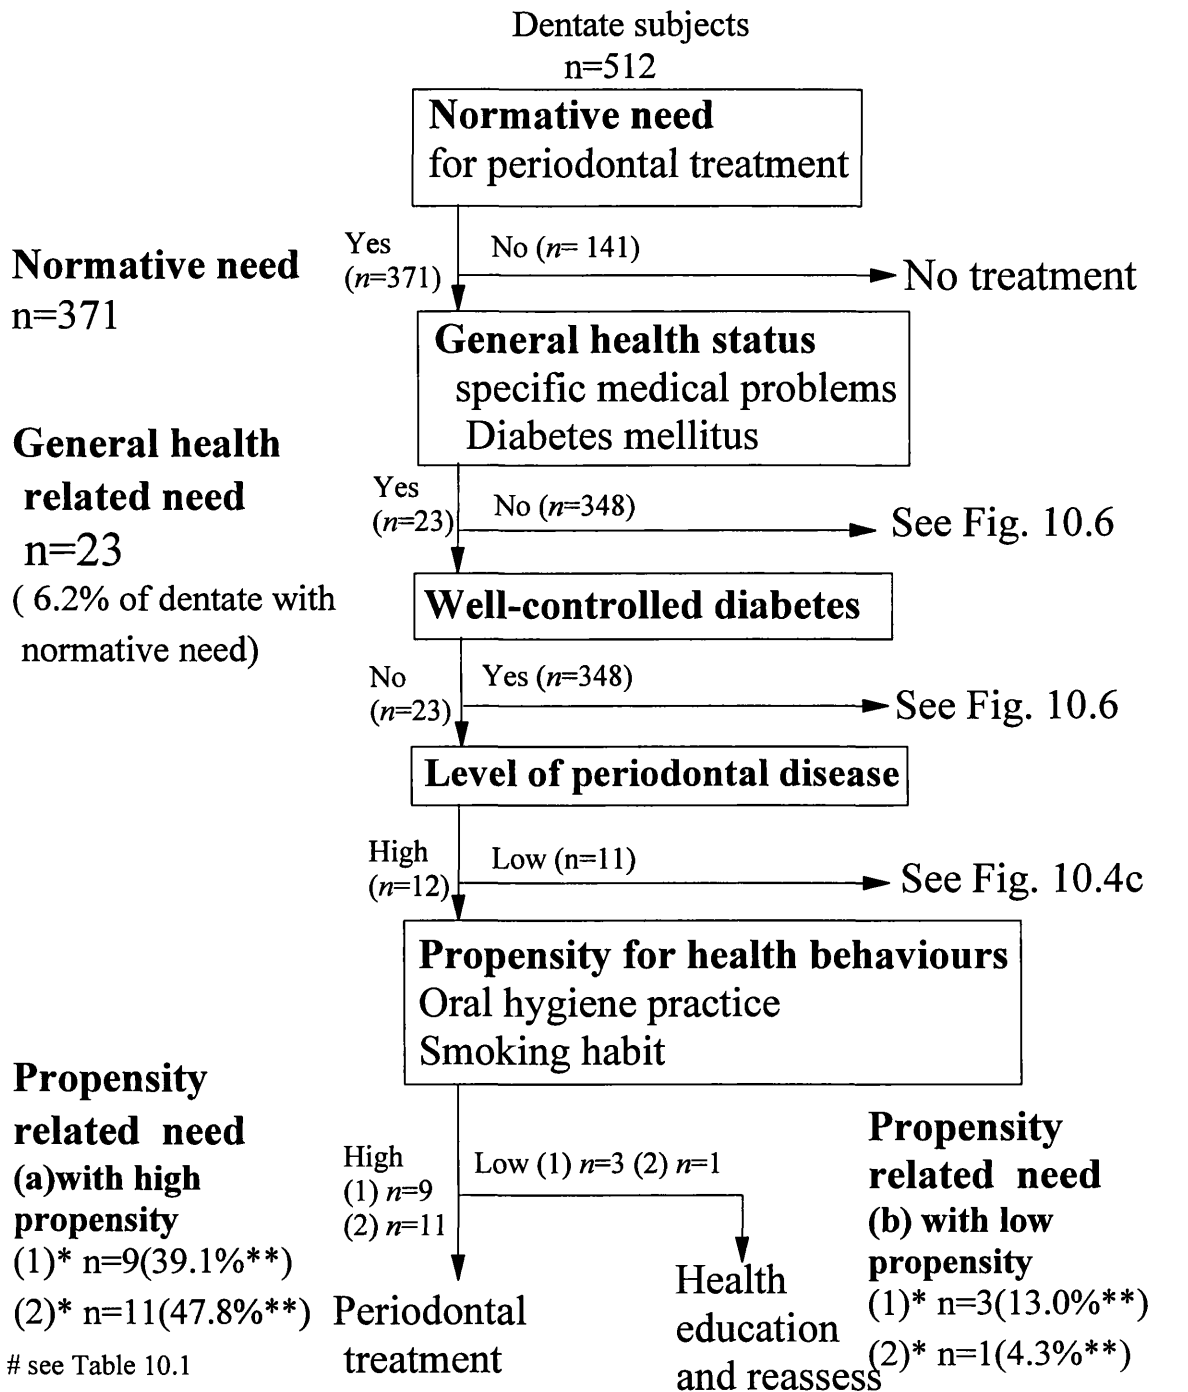 Dentate subjects
n=512
Normative need
for periodontal treatment
Yes
(n=371)
No (n= 141)
No treatment
Normative need
n=371
General health status
specific medical problems
Diabetes mellitus
General health
related need
n=23
( 6.2% of dentate with
normative need)
Yes
(n=23)
No (n=348)
See Fig. 10.6
Well-controlled diabetes
No
(n=23)
Yes (n=348)
See Fig. 10.6
Level of periodontal disease
High
(n=12)
Low (n=11)
See Fig. 10.4c
Propensity for health behaviours
Oral hygiene practice
Smoking habit
Propensity
related need
(a)with high
propensity
(1)* n=9(39.1%**)
(2)* n=11(47.8%**)
# see Table 10.1
High
(1) n=9
(2) n=11
Low (1) n=3 (2) n=1
Periodontal
treatment
Health
education
and reassess
Propensity
related need
(b) with low
propensity
(1)* n=3(13.0%**)
(2)* n=1(4.3%**)